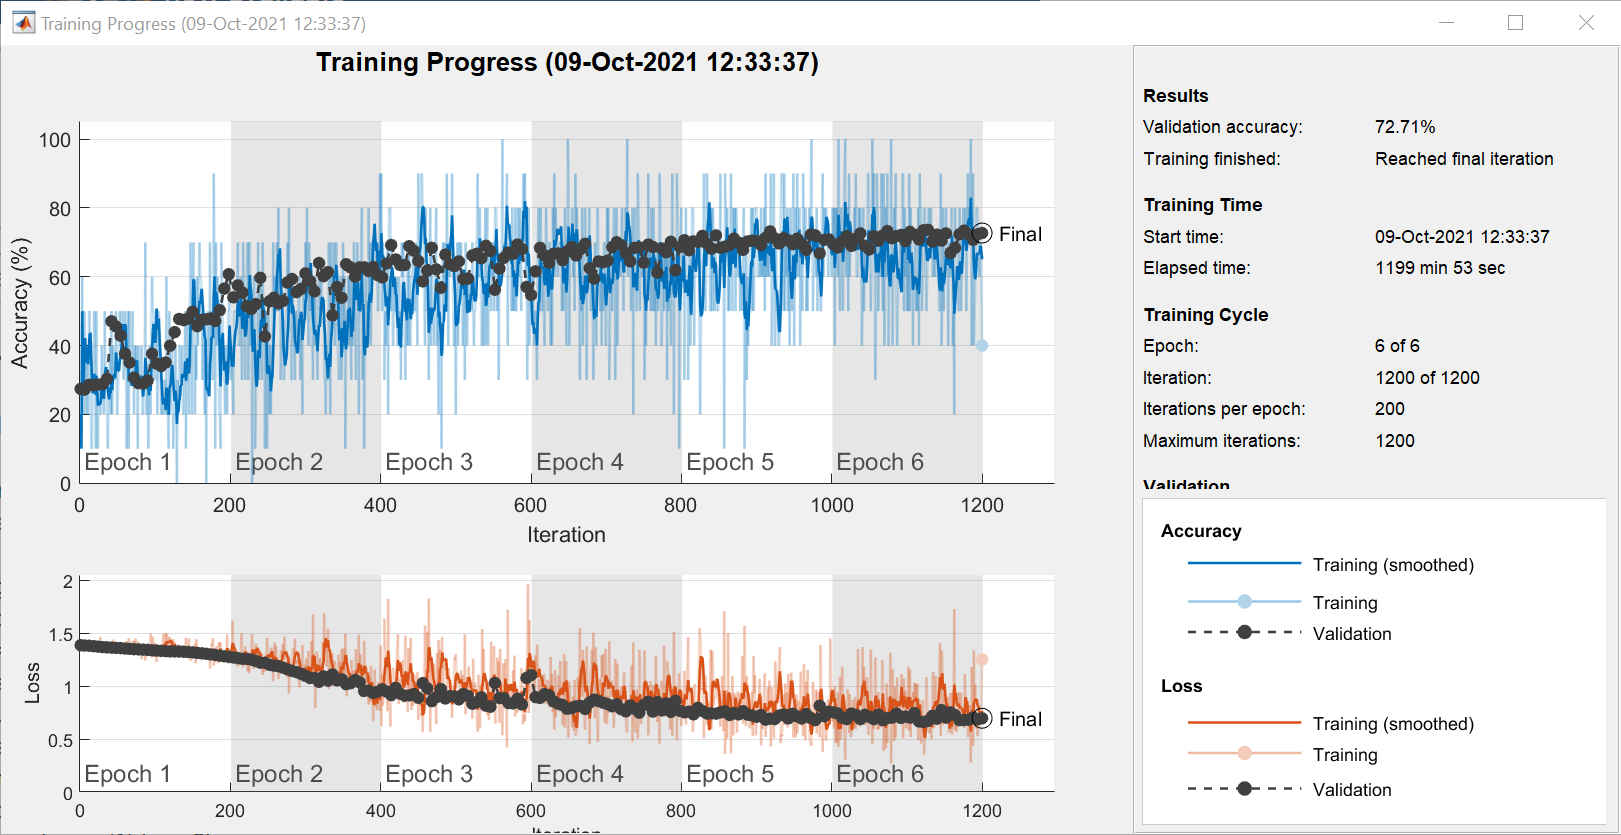 Training Progress (09-Oct-2021 12:33:37)
Training Progress (09-Oct-2021 12:33:37)
Accuracy (%)
100
80
60
40
20
0
Epoch 1
Epoch 2
Epoch 3
Epoch 4
Epoch 5
Epoch 6
Final
0
200
400
600
800
1000
1200
Iteration
Loss
2
1.5
1
0.5
0
Epoch 1
Epoch 2
Epoch 3
Epoch 4
Epoch 5
Epoch 6
Final
0
200
400
600
800
1000
1200
Iteration
Results
Validation accuracy: 72.71%
Training finished: Reached final iteration
Training Time
Start time: 09-Oct-2021 12:33:37
Elapsed time: 1199 min 53 sec
Training Cycle
Epoch: 6 of 6
Iteration: 1200 of 1200
Iterations per epoch: 200
Maximum iterations: 1200
Validation
Accuracy
Training (smoothed)
Training
Validation
Loss
Training (smoothed)
Training
Validation